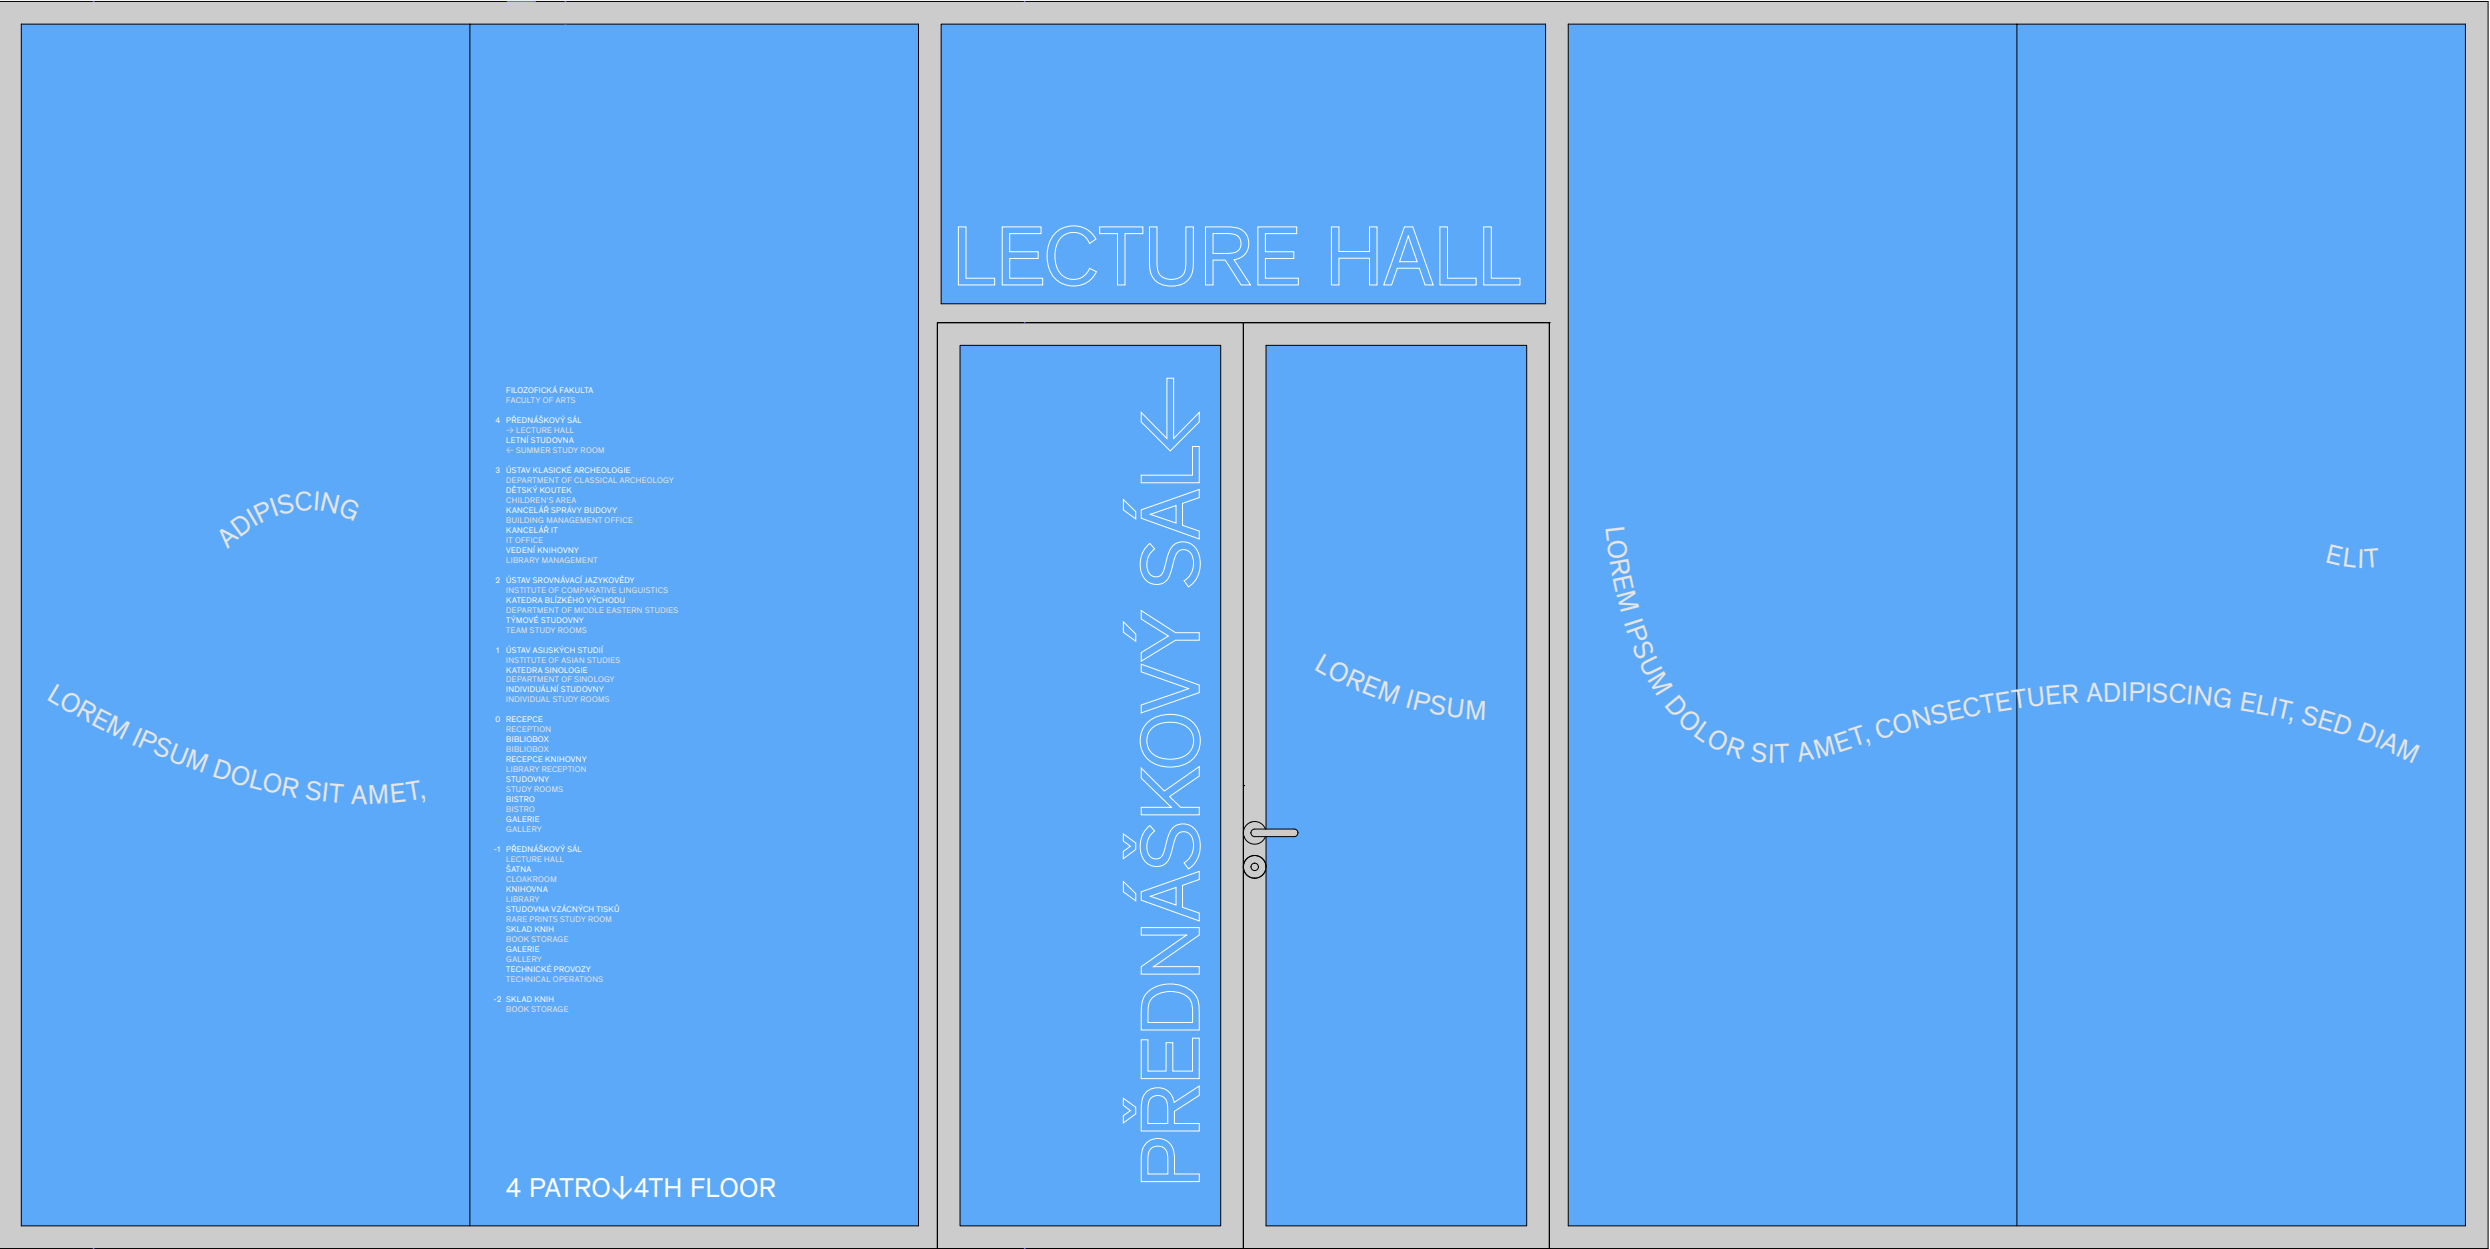 ADIPISCING
LOREM IPSUM DOLOR SIT AMET,
FILOZOFICKÁ FAKULTA
FACULTY OF ARTS
4 PŘEDNÁŠKOVÝ SÁL
→ LECTURE HALL
LETNÍ STUDOVNA
← SUMMER STUDY ROOM
3 ÚSTAV KLASICKÉ ARCHEOLOGIE
DEPARTMENT OF CLASSICAL ARCHEOLOGY
DĚTSKÝ KOUTEK
CHILDREN'S AREA
KANCELÁŘ SPRÁVY BUDOVY
BUILDING MANAGEMENT OFFICE
KANCELÁŘ IT
IT OFFICE
VEDENÍ KNIHOVNY
LIBRARY MANAGEMENT
2 ÚSTAV SROVNÁVACÍ JAZYKOVĚDY
INSTITUTE OF COMPARATIVE LINGUISTICS
KATEDRA BLÍZKÉHO VÝCHODU
DEPARTMENT OF MIDDLE EASTERN STUDIES
TÝMOVÉ STUDOVNY
TEAM STUDY ROOMS
1 ÚSTAV ASIJSKÝCH STUDIÍ
INSTITUTE OF ASIAN STUDIES
KATEDRA SINOLOGIE
DEPARTMENT OF SINOLOGY
INDIVIDUÁLNÍ STUDOVNY
INDIVIDUAL STUDY ROOMS
0 RECEPCE
RECEPTION
BIBLIOBOX
BIBLIOBOX
RECEPCE KNIHOVNY
LIBRARY RECEPTION
STUDOVNY
STUDY ROOMS
BISTRO
BISTRO
GALERIE
GALLERY
-1 PŘEDNÁŠKOVÝ SÁL
LECTURE HALL
ŠATNA
CLOAKROOM
KNIHOVNA
LIBRARY
STUDOVNA VZÁCNÝCH TISKŮ
RARE PRINTS STUDY ROOM
SKLAD KNIH
BOOK STORAGE
GALERIE
GALLERY
TECHNICKÉ PROVOZY
TECHNICAL OPERATIONS
-2 SKLAD KNIH
BOOK STORAGE
4 PATRO↓4TH FLOOR
LECTURE HALL
PŘEDNÁŠKOVÝ SÁL←
LOREM IPSUM
LOREM IPSUM DOLOR SIT AMET, CONSECTETUER ADIPISCING ELIT, SED DIAM
ELIT